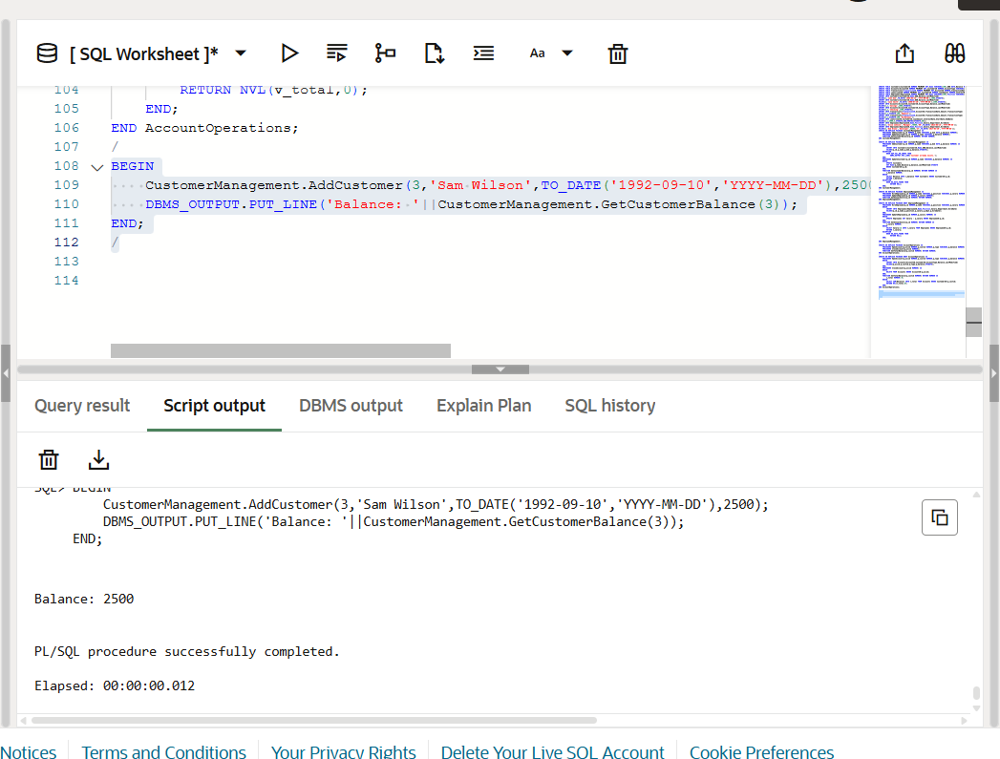 [ SQL Worksheet ]*
Aa
104 RETURN NVL(v_total,0);
105 END;
106 END AccountOperations;
107 /
108 BEGIN
109 CustomerManagement.AddCustomer(3,'Sam Wilson',TO_DATE('1992-09-10','YYYY-MM-DD'),2500
110 DBMS_OUTPUT.PUT_LINE('Balance: '||CustomerManagement.GetCustomerBalance(3));
111 END;
112 /
113
114
Query result Script output DBMS output Explain Plan SQL history
SQL> BEGIN
CustomerManagement.AddCustomer(3,'Sam Wilson',TO_DATE('1992-09-10','YYYY-MM-DD'),2500);
DBMS_OUTPUT.PUT_LINE('Balance: '||CustomerManagement.GetCustomerBalance(3));
END;
Balance: 2500
PL/SQL procedure successfully completed.
Elapsed: 00:00:00.012
Notices Terms and Conditions Your Privacy Rights Delete Your Live SQL Account Cookie Preferences